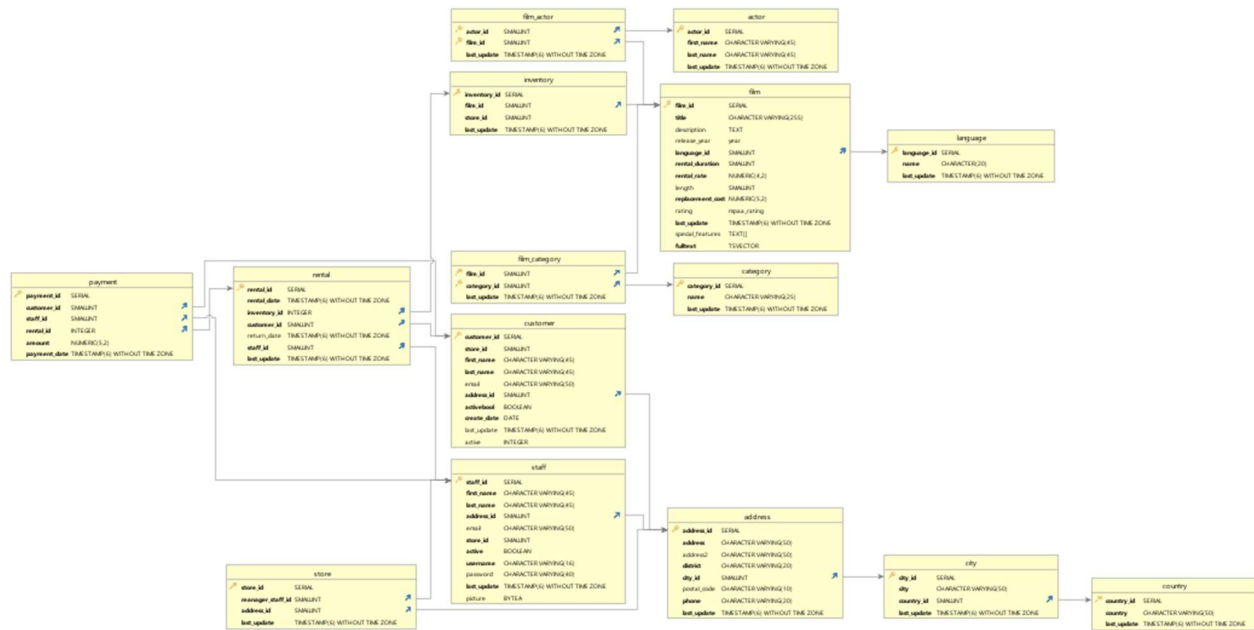 film_actor
actor_id SMALLINT
film_id SMALLINT
last_update TIMESTAMP(6) WITHOUT TIME ZONE
actor
actor_id SERIAL
first_name CHARACTER VARYING(45)
last_name CHARACTER VARYING(45)
last_update TIMESTAMP(6) WITHOUT TIME ZONE
inventory
inventory_id SERIAL
film_id SMALLINT
store_id SMALLINT
last_update TIMESTAMP(6) WITHOUT TIME ZONE
film
film_id SERIAL
title CHARACTER VARYING(255)
description TEXT
release_year year
language_id SMALLINT
rental_duration SMALLINT
rental_rate NUMERIC(4,2)
length SMALLINT
replacement_cost NUMERIC(5,2)
rating mpaa_rating
last_update TIMESTAMP(6) WITHOUT TIME ZONE
special_features TEXT[]
fulltext TSVECTOR
language
language_id SERIAL
name CHARACTER(20)
last_update TIMESTAMP(6) WITHOUT TIME ZONE
film_category
film_id SMALLINT
category_id SMALLINT
last_update TIMESTAMP(6) WITHOUT TIME ZONE
category
category_id SERIAL
name CHARACTER VARYING(25)
last_update TIMESTAMP(6) WITHOUT TIME ZONE
payment
payment_id SERIAL
customer_id SMALLINT
staff_id SMALLINT
rental_id INTEGER
amount NUMERIC(5,2)
payment_date TIMESTAMP(6) WITHOUT TIME ZONE
rental
rental_id SERIAL
rental_date TIMESTAMP(6) WITHOUT TIME ZONE
inventory_id INTEGER
customer_id SMALLINT
return_date TIMESTAMP(6) WITHOUT TIME ZONE
staff_id SMALLINT
last_update TIMESTAMP(6) WITHOUT TIME ZONE
customer
customer_id SERIAL
store_id SMALLINT
first_name CHARACTER VARYING(45)
last_name CHARACTER VARYING(45)
email CHARACTER VARYING(50)
address_id SMALLINT
activebool BOOLEAN
create_date DATE
last_update TIMESTAMP(6) WITHOUT TIME ZONE
active INTEGER
staff
staff_id SERIAL
first_name CHARACTER VARYING(45)
last_name CHARACTER VARYING(45)
address_id SMALLINT
email CHARACTER VARYING(50)
store_id SMALLINT
active BOOLEAN
username CHARACTER VARYING(16)
password CHARACTER VARYING(40)
last_update TIMESTAMP(6) WITHOUT TIME ZONE
picture BYTEA
store
store_id SERIAL
manager_staff_id SMALLINT
address_id SMALLINT
last_update TIMESTAMP(6) WITHOUT TIME ZONE
address
address_id SERIAL
address CHARACTER VARYING(50)
address2 CHARACTER VARYING(50)
district CHARACTER VARYING(20)
city_id SMALLINT
postal_code CHARACTER VARYING(10)
phone CHARACTER VARYING(20)
last_update TIMESTAMP(6) WITHOUT TIME ZONE
city
city_id SERIAL
city CHARACTER VARYING(50)
country_id SMALLINT
last_update TIMESTAMP(6) WITHOUT TIME ZONE
country
country_id SERIAL
country CHARACTER VARYING(50)
last_update TIMESTAMP(6) WITHOUT TIME ZONE